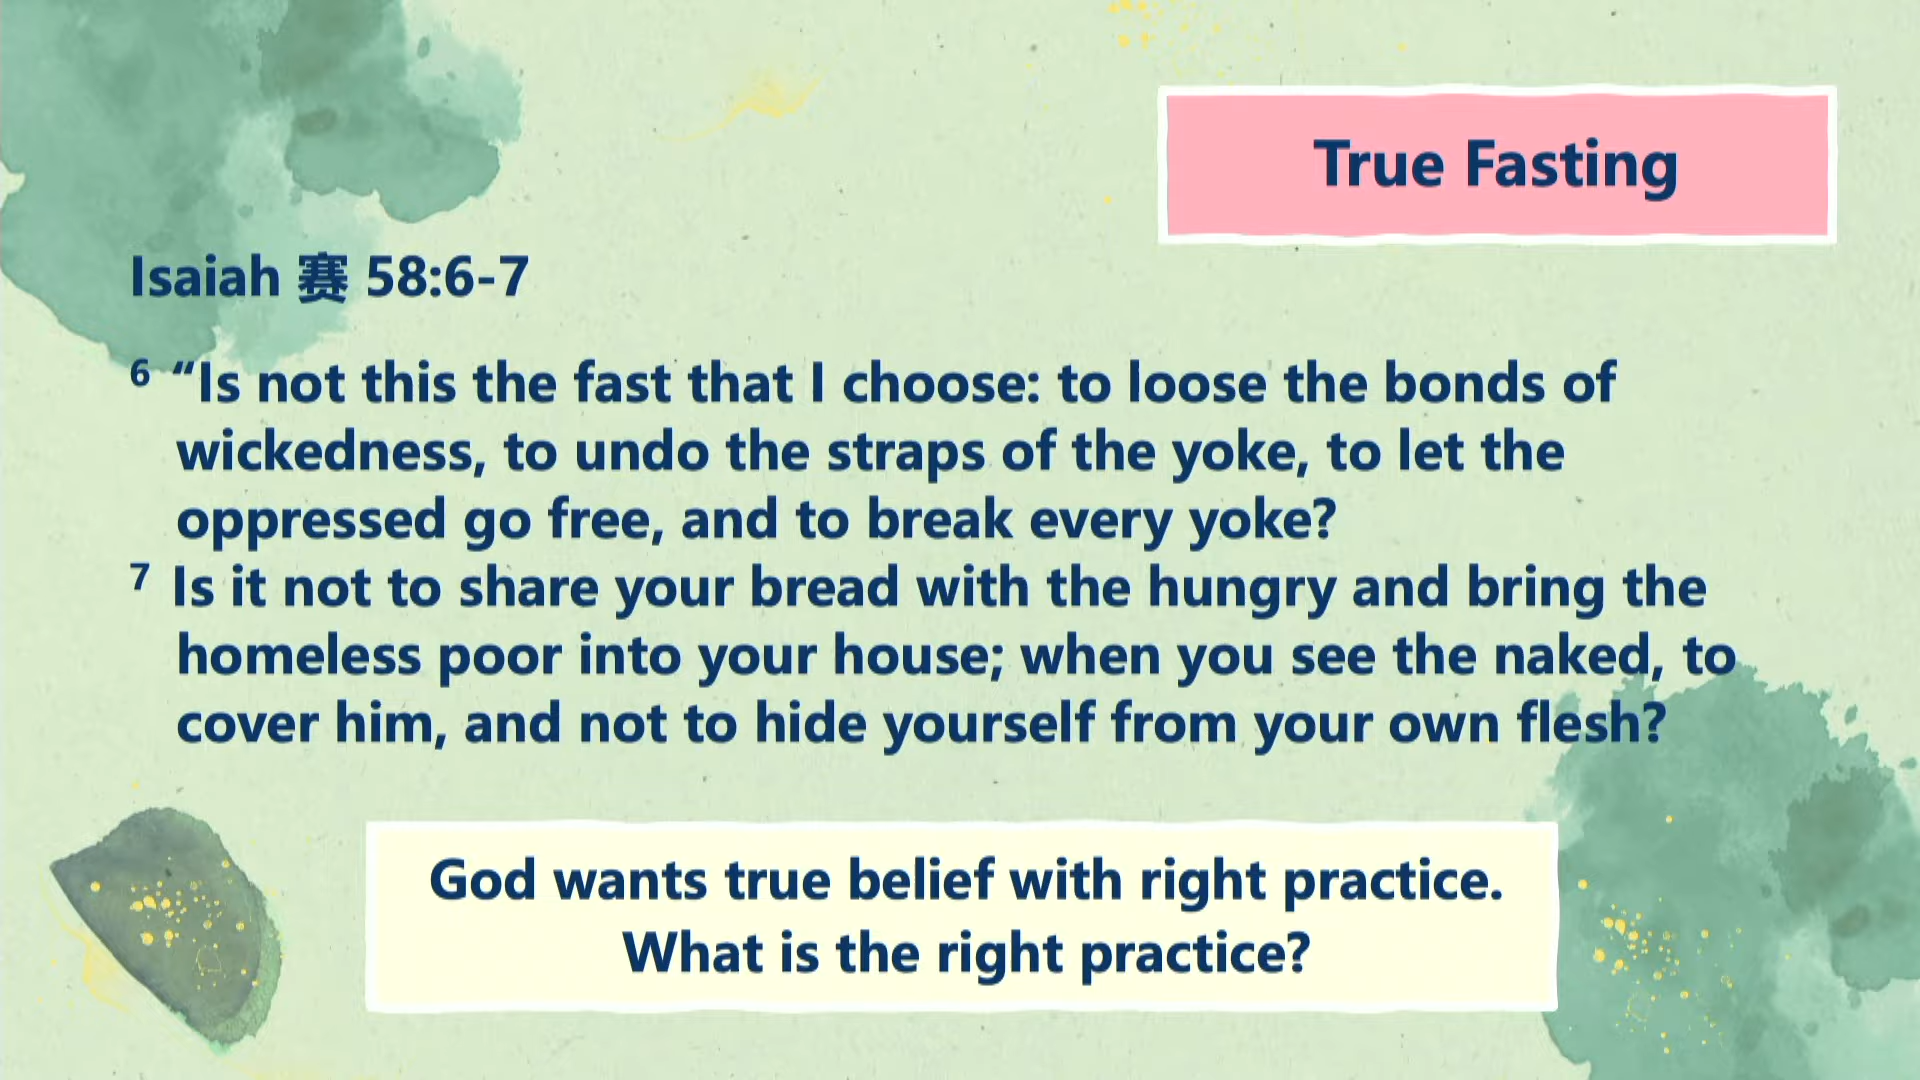 True Fasting
Isaiah 赛 58:6-7
6 “Is not this the fast that I choose: to loose the bonds of
wickedness, to undo the straps of the yoke, to let the
oppressed go free, and to break every yoke?
7 Is it not to share your bread with the hungry and bring the
homeless poor into your house; when you see the naked, to
cover him, and not to hide yourself from your own flesh?
God wants true belief with right practice.
What is the right practice?